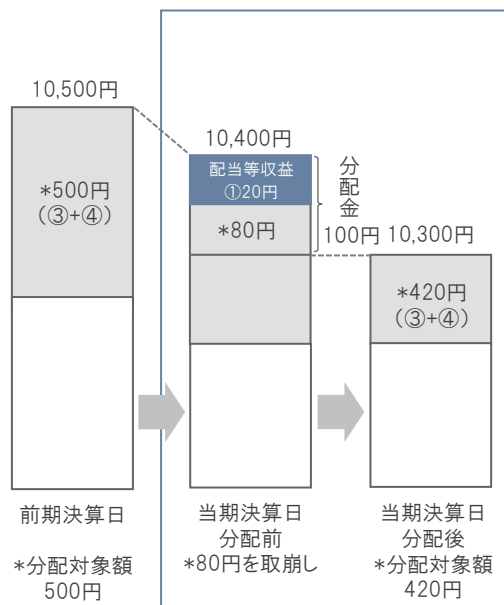 10,500円
*500円
(③+④)
前期決算日
*分配対象額
500円
10,400円
配当等収益
①20円
*80円
分配金
100円
当期決算日
分配前
*80円を取崩し
10,300円
*420円
(③+④)
当期決算日
分配後
*分配対象額
420円